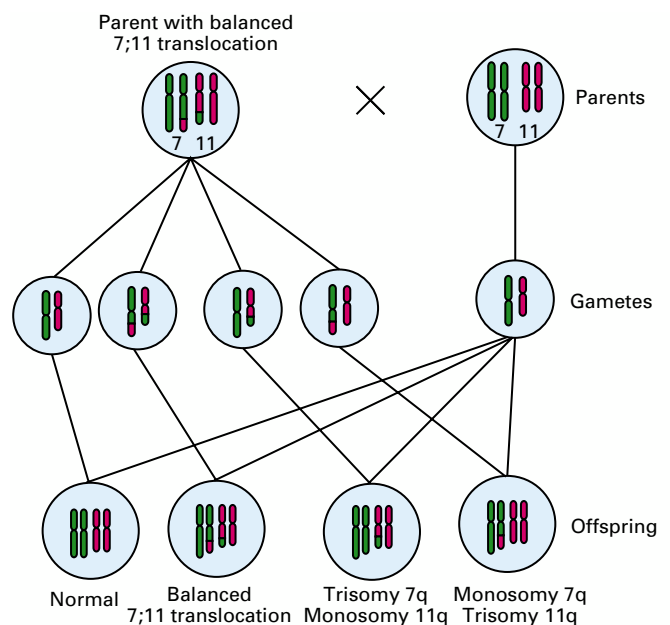 Parent with balanced
7;11 translocation
Parents
7 11
7 11
Gametes
Offspring
Normal
Balanced
7;11 translocation
Trisomy 7q
Monosomy 11q
Monosomy 7q
Trisomy 11q